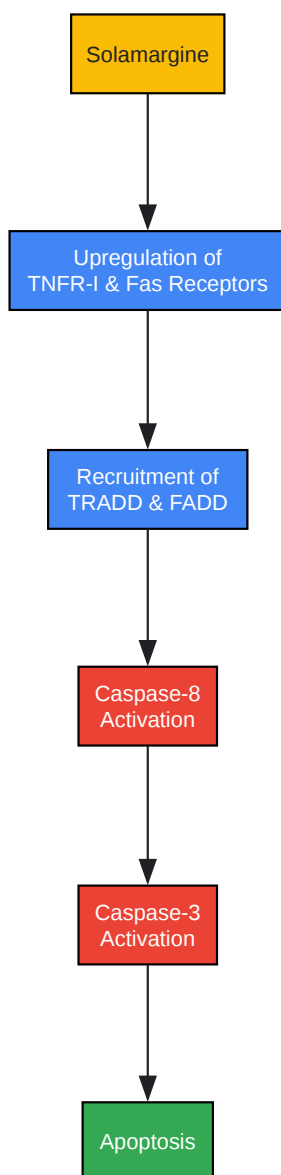 Solamargine
Upregulation of
TNFR-I & Fas Receptors
Recruitment of
TRADD & FADD
Caspase-8
Activation
Caspase-3
Activation
Apoptosis